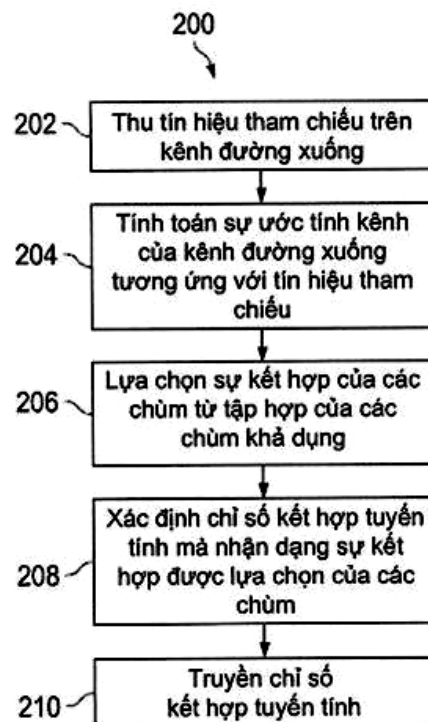 200
202
Thu tín hiệu tham chiếu trên
kênh đường xuống
204
Tính toán sự ước tính kênh
của kênh đường xuống
tương ứng với tín hiệu tham
chiếu
206
Lựa chọn sự kết hợp của các
chùm từ tập hợp của các
chùm khả dụng
208
Xác định chỉ số kết hợp tuyến
tính mà nhận dạng sự kết
hợp được lựa chọn của các
chùm
210
Truyền chỉ số
kết hợp tuyến tính